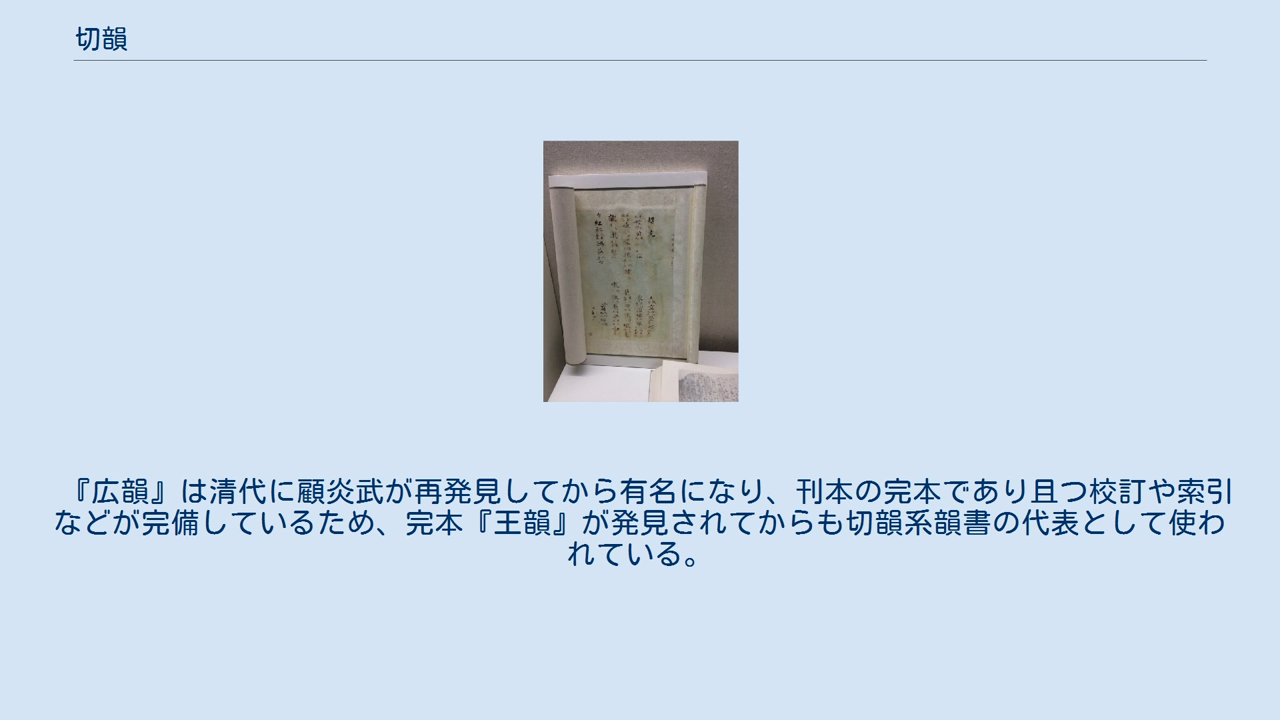 切韻
『広韻』は清代に顧炎武が再発見してから有名になり、刊本の完本であり且つ校訂や索引
などが完備しているため、完本『王韻』が発見されてからも切韻系韻書の代表として使わ
れている。